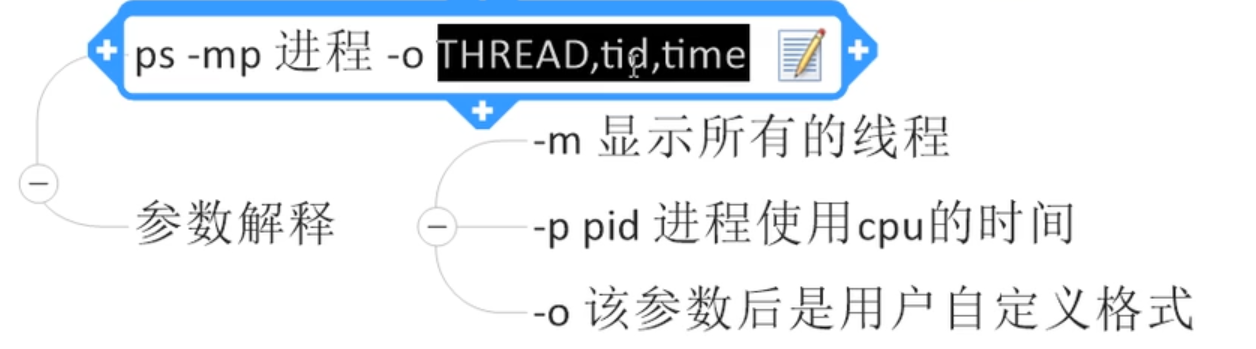 ps -mp 进程 -o THREAD,tid,time
-m 显示所有的线程
参数解释
-p pid 进程使用cpu的时间
-o 该参数后是用户自定义格式